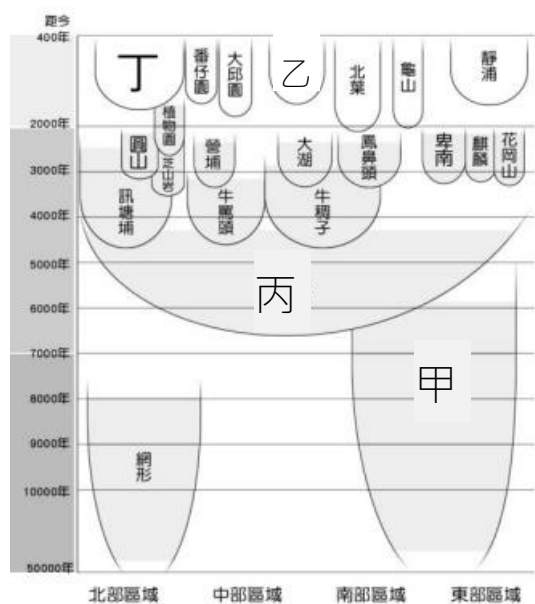 距今
400年
丁
番仔園
大邱園
乙
北葉
龜山
靜浦
2000年
植物園
圓山
芝山岩
營埔
大湖
鳳鼻頭
卑南
麒麟
花岡山
3000年
訊塘埔
牛罵頭
牛稠子
4000年
5000年
丙
6000年
7000年
甲
8000年
9000年
網形
10000年
50000年
北部區域 中部區域 南部區域 東部區域